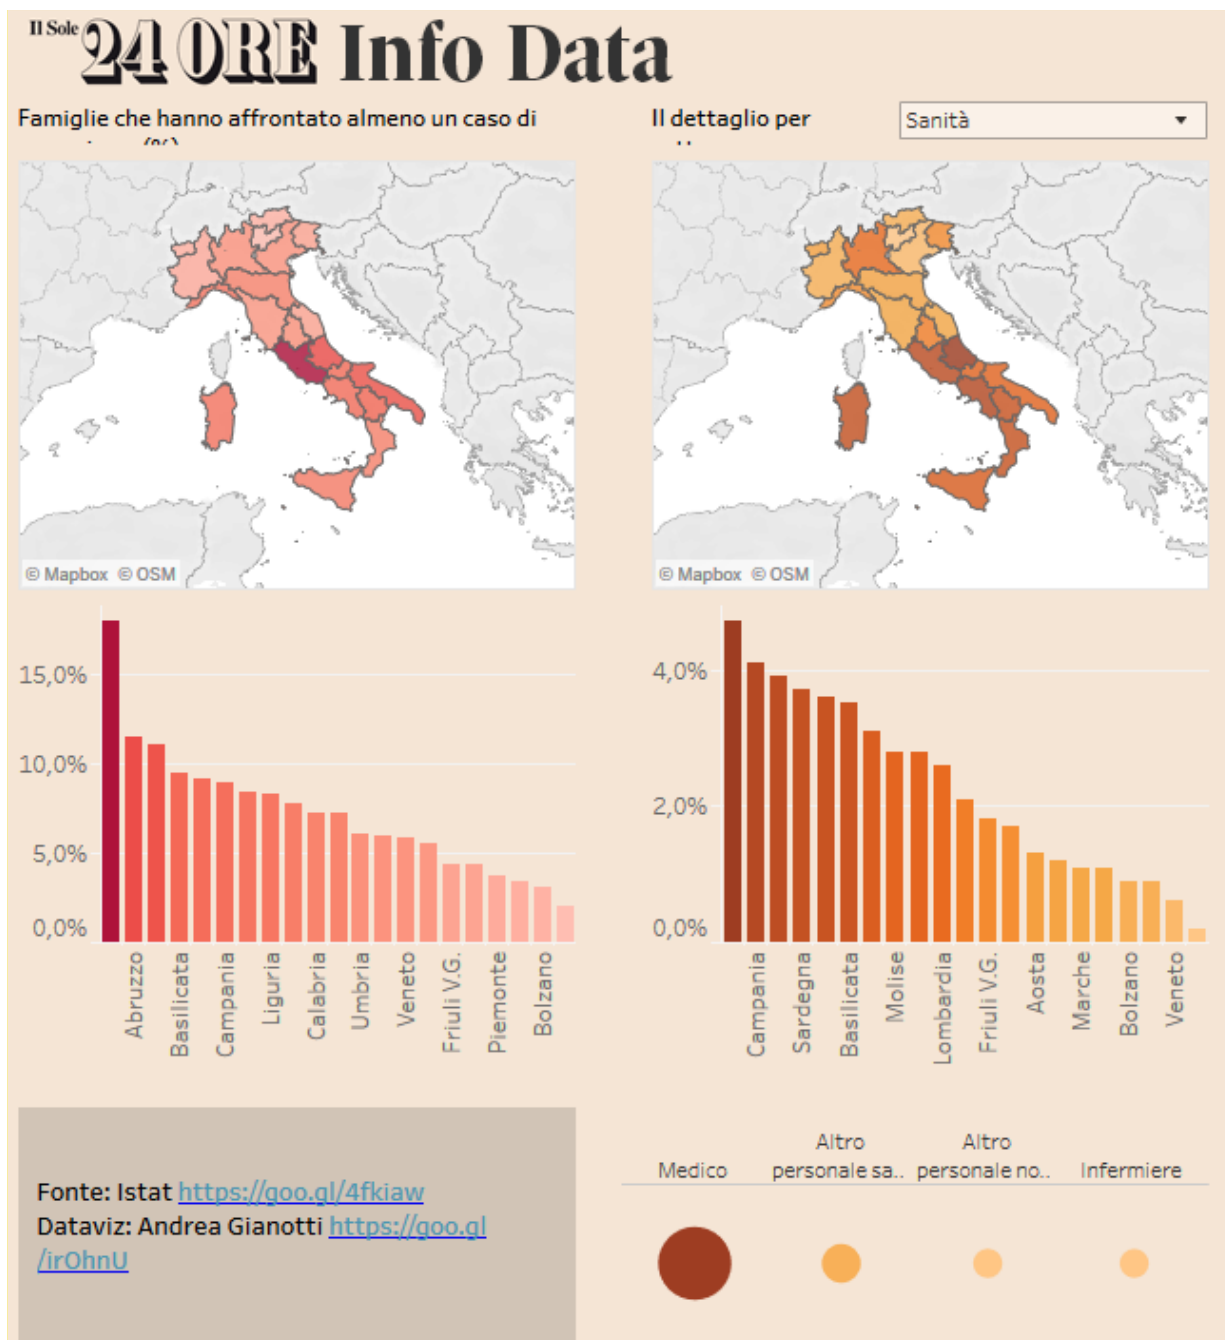 Il Sole 24 ORE Info Data
Famiglie che hanno affrontato almeno un caso di
(%)
Il dettaglio per
Sanità
© Mapbox © OSM
© Mapbox © OSM
15,0%
10,0%
5,0%
0,0%
Abruzzo
Basilicata
Campania
Liguria
Calabria
Umbria
Veneto
Friuli V.G.
Piemonte
Bolzano
4,0%
2,0%
0,0%
Campania
Sardegna
Basilicata
Molise
Lombardia
Friuli V.G.
Aosta
Marche
Bolzano
Veneto
Fonte: Istat https://goo.gl/4fkiaw
Dataviz: Andrea Gianotti https://goo.gl
/irOhnU
Medico
Altro
personale sa..
Altro
personale no..
Infermiere